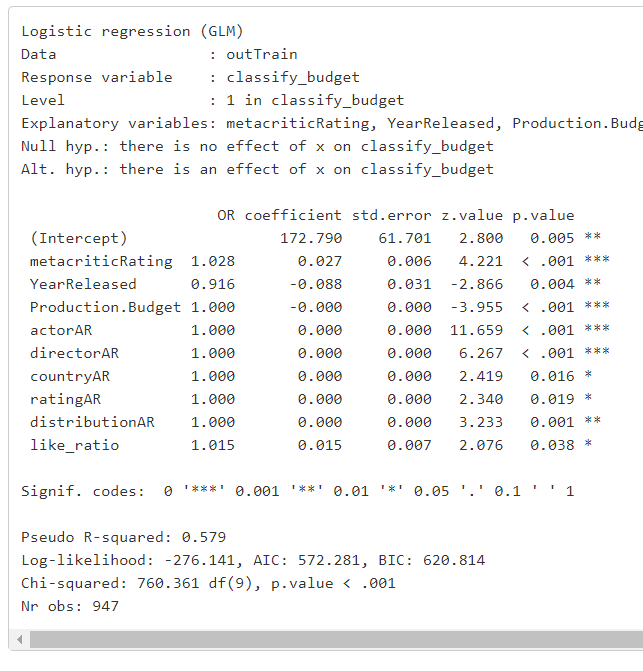 Logistic regression (GLM)
Data                 : outTrain
Response variable    : classify_budget
Level                : 1 in classify_budget
Explanatory variables: metacriticRating, YearReleased, Production.Budg
Null hyp.: there is no effect of x on classify_budget
Alt. hyp.: there is an effect of x on classify_budget
                   OR coefficient std.error z.value p.value
(Intercept)               172.790    61.701   2.800   0.005 **
metacriticRating  1.028       0.027     0.006   4.221  < .001 ***
YearReleased      0.916      -0.088     0.031  -2.866   0.004 **
Production.Budget 1.000      -0.000     0.000  -3.955  < .001 ***
actorAR           1.000       0.000     0.000  11.659  < .001 ***
directorAR        1.000       0.000     0.000   6.267  < .001 ***
countryAR         1.000       0.000     0.000   2.419   0.016 *
ratingAR          1.000       0.000     0.000   2.340   0.019 *
distributionAR    1.000       0.000     0.000   3.233   0.001 **
like_ratio        1.015       0.015     0.007   2.076   0.038 *
Signif. codes:  0 '***' 0.001 '**' 0.01 '*' 0.05 '.' 0.1 ' ' 1
Pseudo R-squared: 0.579
Log-likelihood: -276.141, AIC: 572.281, BIC: 620.814
Chi-squared: 760.361 df(9), p.value < .001
Nr obs: 947